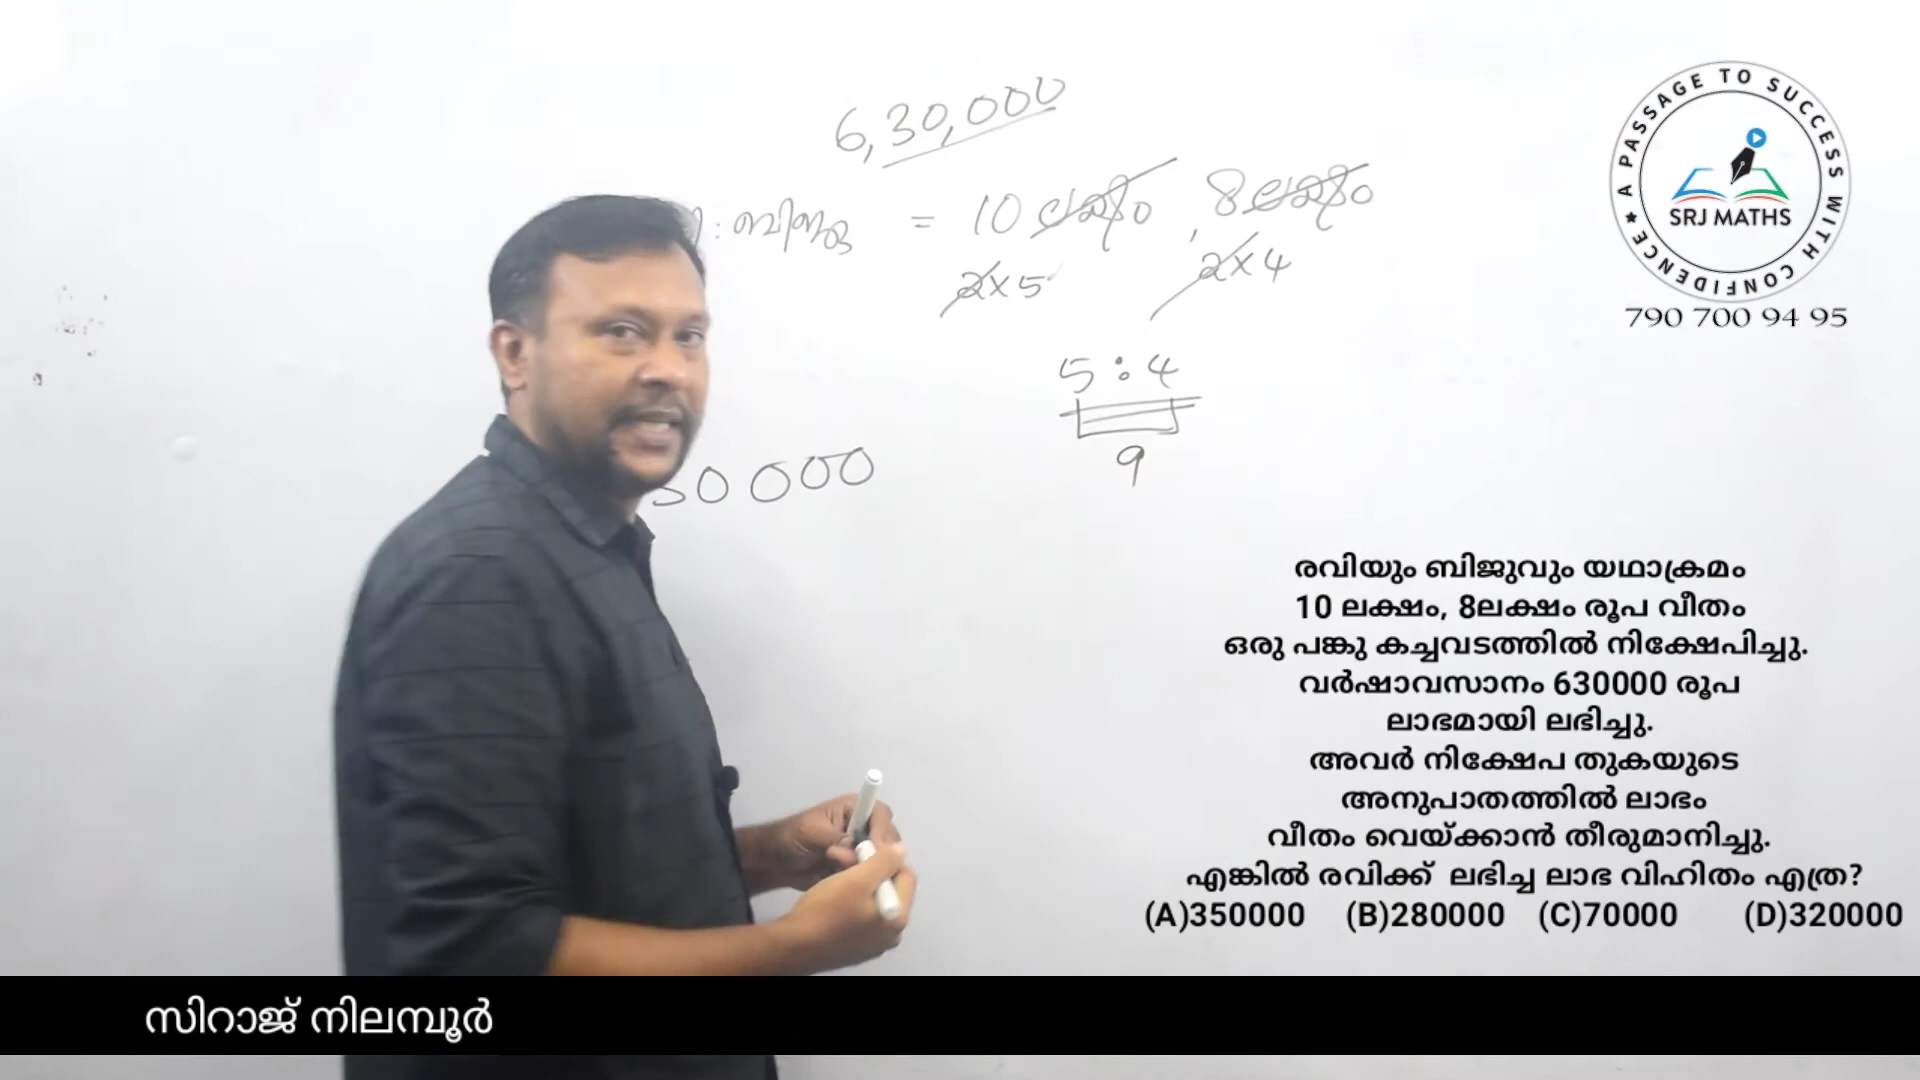 6,30,000
: ബിജു = 10 ലക്ഷം , 8 ലക്ഷം
2x5 2x4
5 : 4
9
0000
A PASSAGE TO SUCCESS WITH CONFIDENCE
SRJ MATHS
790 700 94 95
രവിയും ബിജുവും യഥാക്രമം
10 ലക്ഷം, 8ലക്ഷം രൂപ വീതം
ഒരു പങ്കു കച്ചവടത്തിൽ നിക്ഷേപിച്ചു.
വർഷാവസാനം 630000 രൂപ
ലാഭമായി ലഭിച്ചു.
അവർ നിക്ഷേപ തുകയുടെ
അനുപാതത്തിൽ ലാഭം
വീതം വെയ്ക്കാൻ തീരുമാനിച്ചു.
എങ്കിൽ രവിക്ക് ലഭിച്ച ലാഭ വിഹിതം എത്ര?
(A)350000 (B)280000 (C)70000 (D)320000
സിറാജ് നിലമ്പൂർ